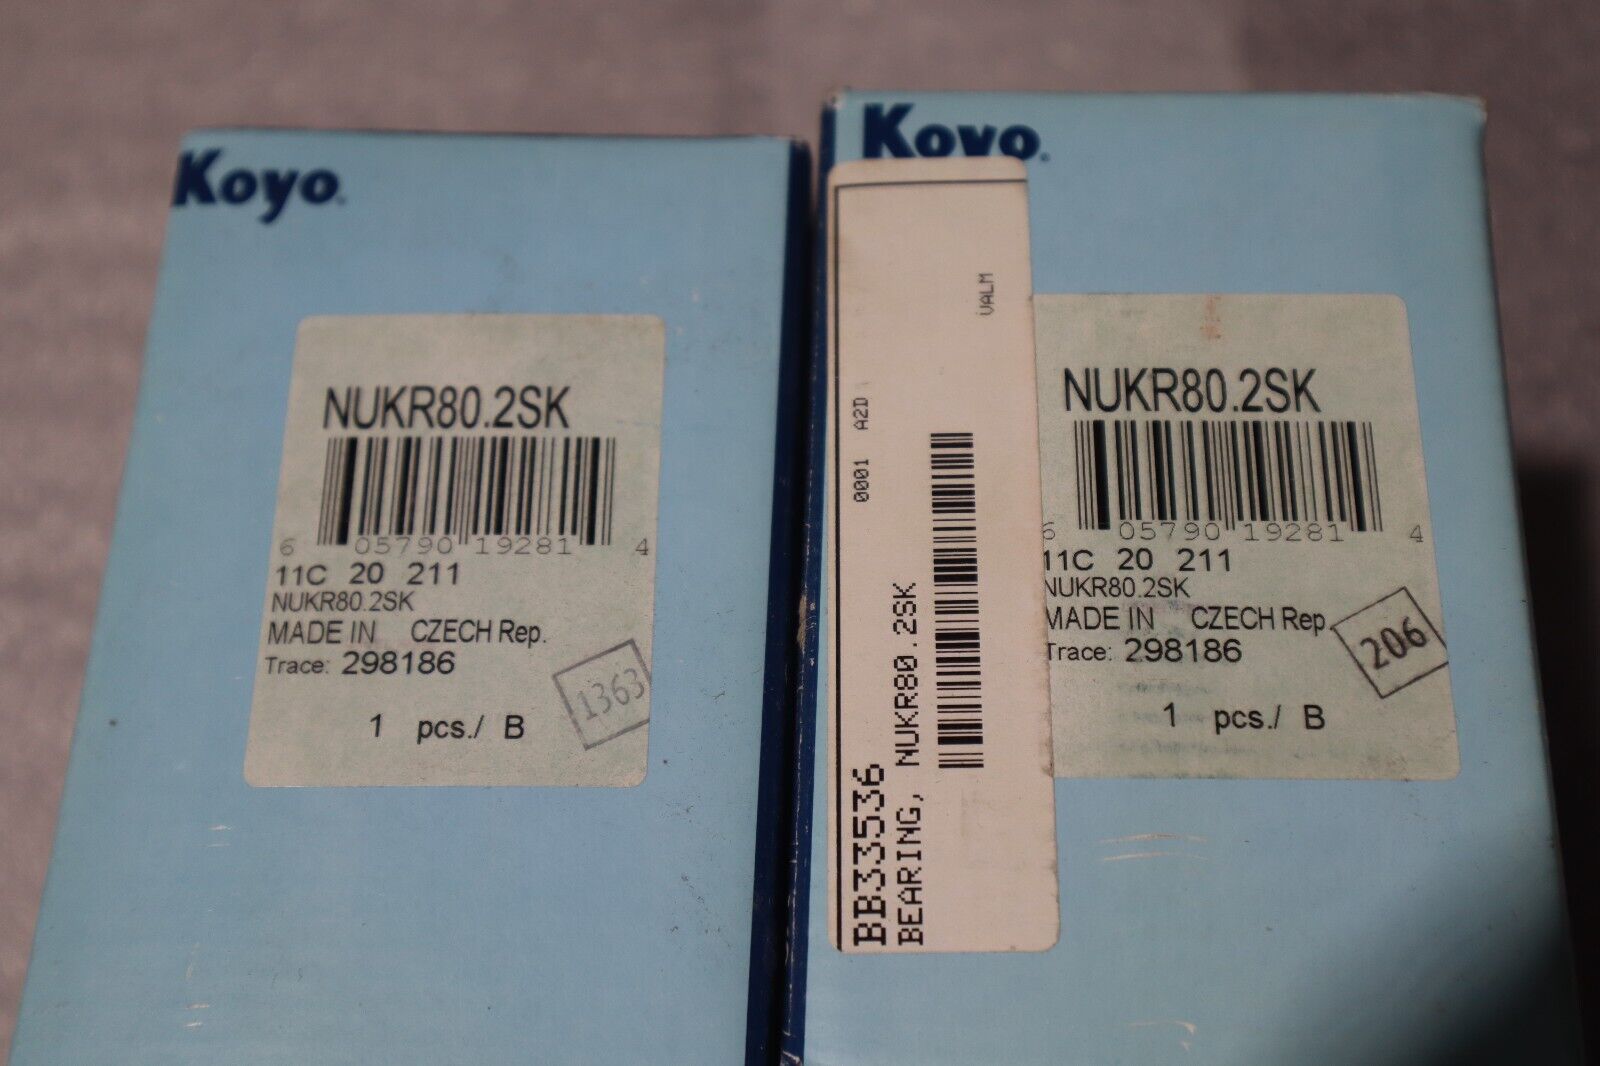 Koyo
NUKR80.2SK
6 05790 19281 4
11C 20 211
NUKR80.2SK
MADE IN CZECH Rep.
Trace: 298186
1363
1 pcs./ B
Koyo
VALM
0001 A2D
BB33536
BEARING, NUKR80.2SK
NUKR80.2SK
6 05790 19281 4
11C 20 211
NUKR80.2SK
MADE IN CZECH Rep.
Trace: 298186
206
1 pcs./ B